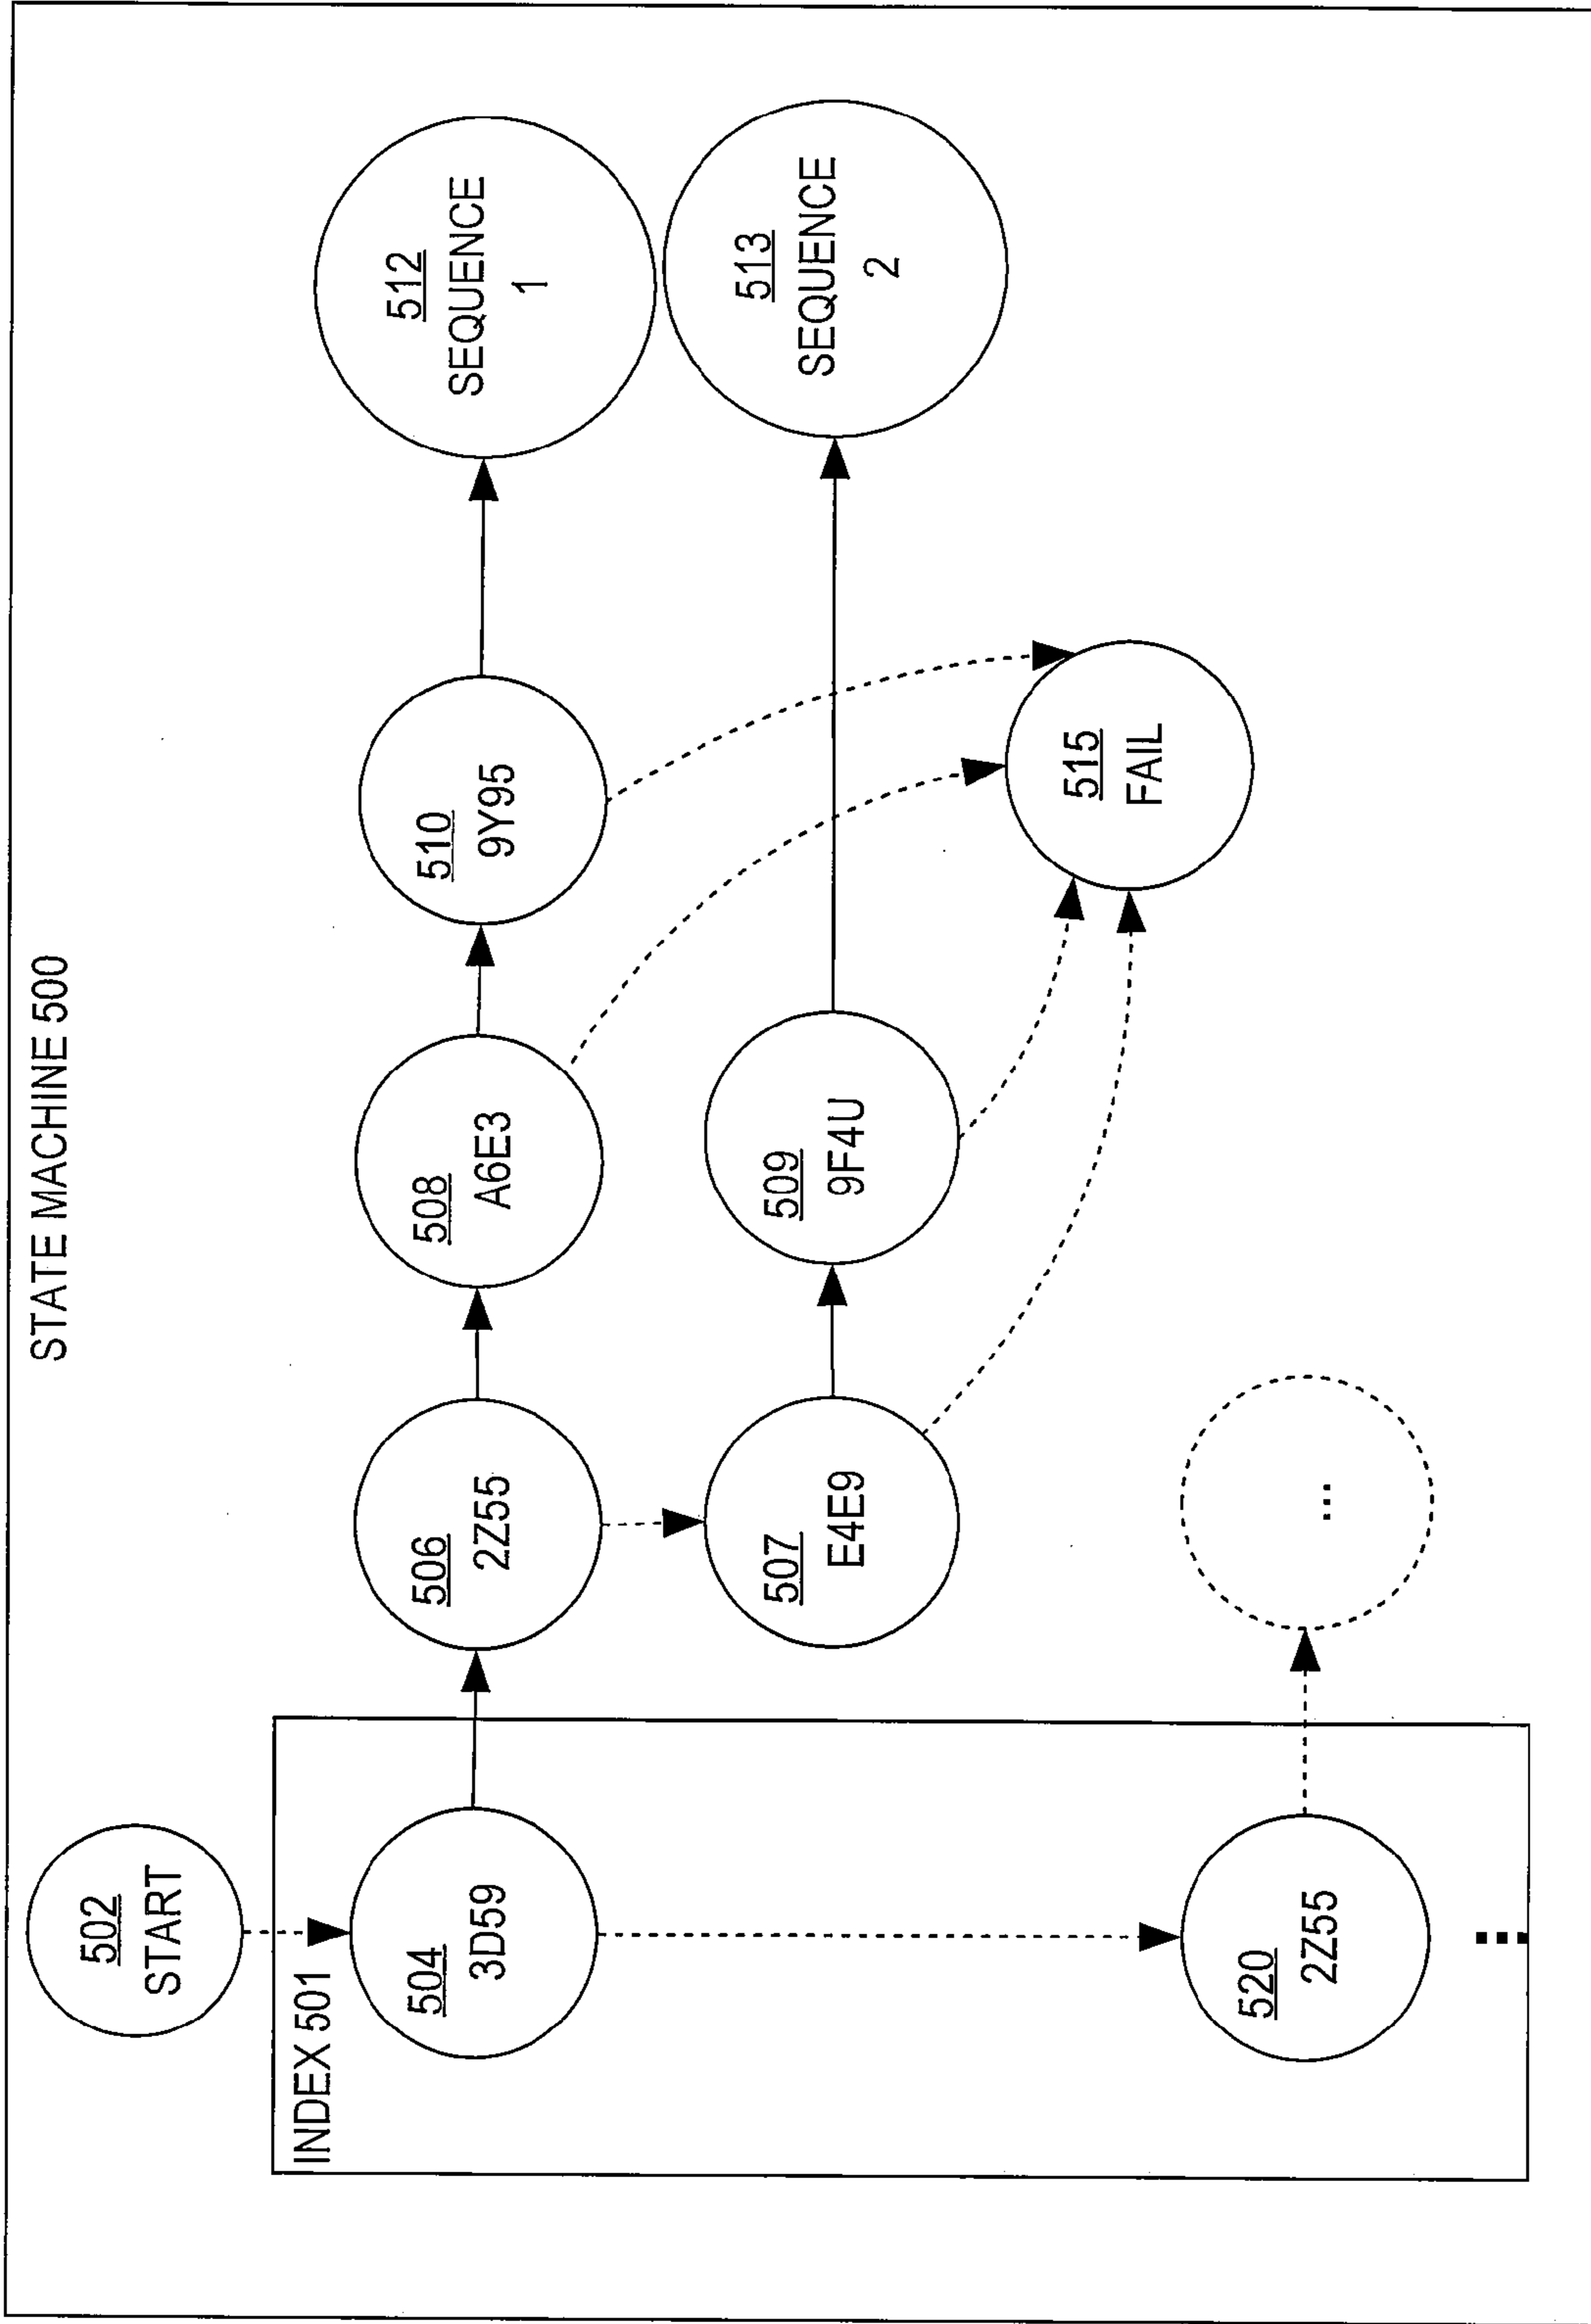 STATE MACHINE 500
502
START
INDEX 501
504
3D59
506
2Z55
508
A6E3
510
9Y95
512
SEQUENCE
1
507
E4E9
509
9F4U
513
SEQUENCE
2
515
FAIL
520
2Z55
...
...